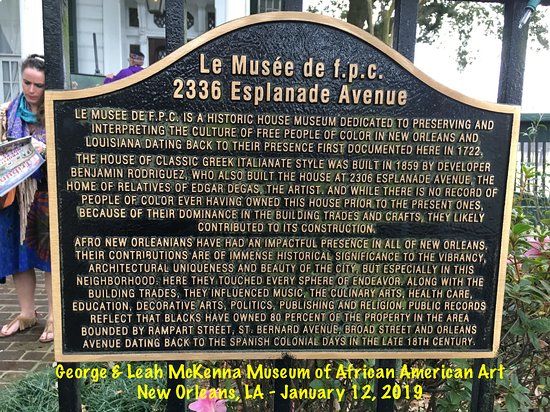 Le Musée de f.p.c.
2336 Esplanade Avenue
LE MUSEE DE F.P.C. IS A HISTORIC HOUSE MUSEUM DEDICATED TO PRESERVING AND
INTERPRETING THE CULTURE OF FREE PEOPLE OF COLOR IN NEW ORLEANS AND
LOUISIANA DATING BACK TO THEIR PRESENCE FIRST DOCUMENTED HERE IN 1722.
THE HOUSE OF CLASSIC GREEK ITALIANATE STYLE WAS BUILT IN 1859 BY DEVELOPER
BENJAMIN RODRIGUEZ, WHO ALSO BUILT THE HOUSE AT 2306 ESPLANADE AVENUE, THE
HOME OF RELATIVES OF EDGAR DEGAS, THE ARTIST. AND WHILE THERE IS NO RECORD OF
PEOPLE OF COLOR EVER HAVING OWNED THIS HOUSE PRIOR TO THE PRESENT ONES,
BECAUSE OF THEIR DOMINANCE IN THE BUILDING TRADES AND CRAFTS, THEY LIKELY
CONTRIBUTED TO ITS CONSTRUCTION.
AFRO NEW ORLEANIANS HAVE HAD AN IMPACTFUL PRESENCE IN ALL OF NEW ORLEANS.
THEIR CONTRIBUTIONS ARE OF IMMENSE HISTORICAL SIGNIFICANCE TO THE VIBRANCY,
ARCHITECTURAL UNIQUENESS AND BEAUTY OF THE CITY, BUT ESPECIALLY IN THIS
NEIGHBORHOOD. HERE THEY TOUCHED EVERY SPHERE OF ENDEAVOR. ALONG WITH THE
BUILDING TRADES, THEY INFLUENCED MUSIC, THE CULINARY ARTS, HEALTH CARE,
EDUCATION, DECORATIVE ARTS, POLITICS, PUBLISHING AND RELIGION. PUBLIC RECORDS
REFLECT THAT BLACKS HAVE OWNED 80 PERCENT OF THE PROPERTY IN THE AREA
BOUNDED BY RAMPART STREET, ST. BERNARD AVENUE, BROAD STREET AND ORLEANS
AVENUE DATING BACK TO THE SPANISH COLONIAL DAYS IN THE LATE 18TH CENTURY.
George & Leah McKenna Museum of African American Art
New Orleans, LA - January 12, 2019